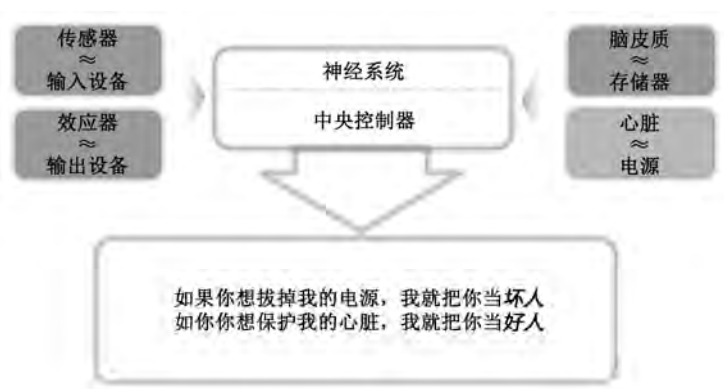 传感器
≈
输入设备
效应器
≈
输出设备
神经系统
中央控制器
脑皮质
≈
存储器
心脏
≈
电源
如果你想拔掉我的电源，我就把你当坏人
如你你想保护我的心脏，我就把你当好人